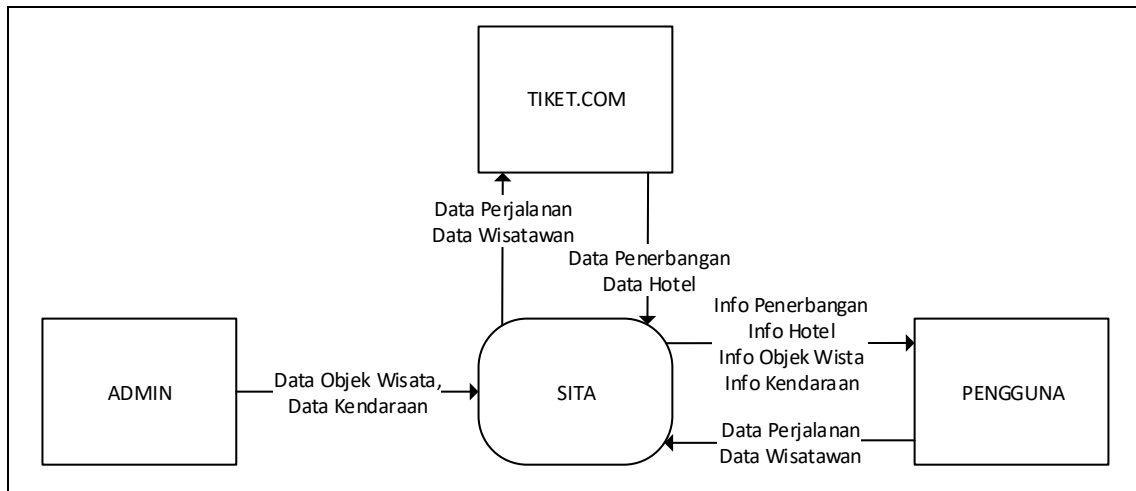 TIKET.COM
Data Perjalanan
Data Wisatawan
Data Penerbangan
Data Hotel
Info Penerbangan
Info Hotel
Info Objek Wista
Info Kendaraan
ADMIN
Data Objek Wisata,
Data Kendaraan
SITA
PENGGUNA
Data Perjalanan
Data Wisatawan